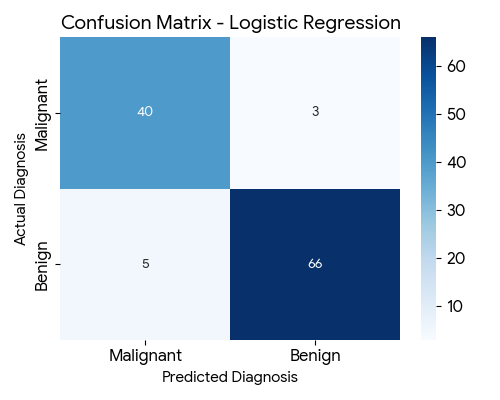 Confusion Matrix - Logistic Regression
Actual Diagnosis
Malignant
Benign
40
3
5
66
Malignant
Benign
Predicted Diagnosis
60
50
40
30
20
10